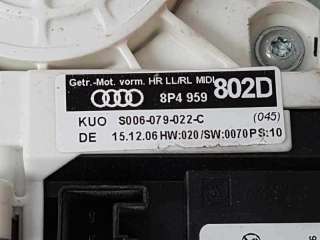 Getr.-Mot. vorm. HR LL/RL MIDI
8P4 959 802D
KUO S006-079-022-C (045)
DE 15.12.06 HW:020/SW:0070 PS:10